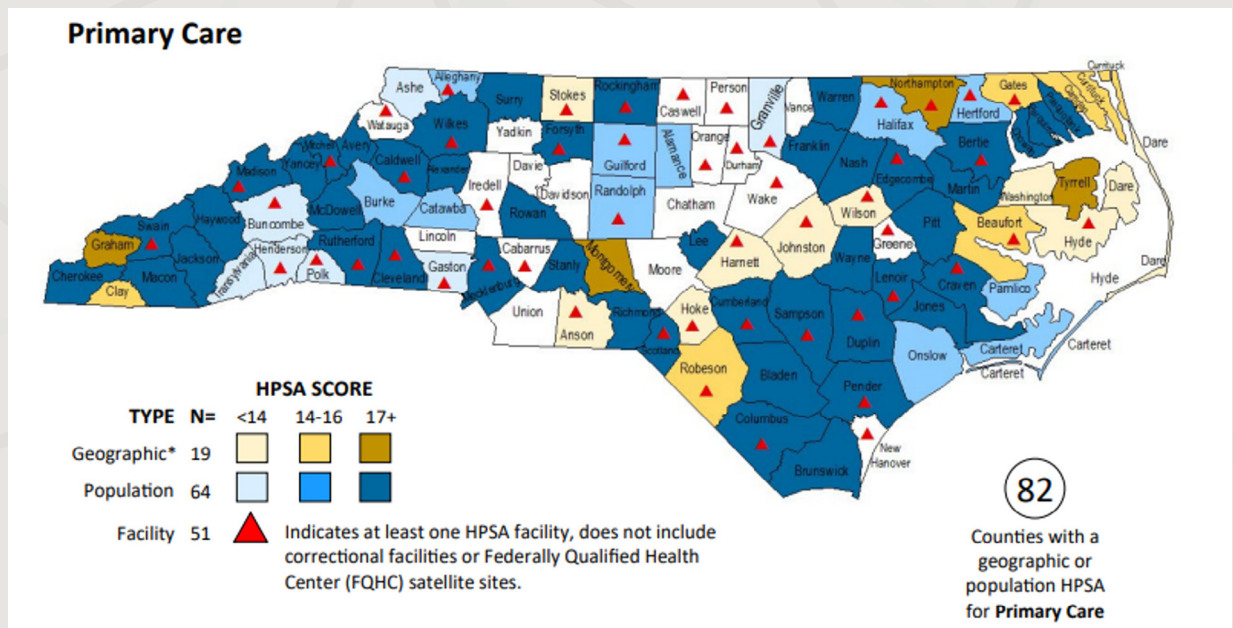 Primary Care
Ashe
Alleghany
Surry
Stokes
Rockingham
Caswell
Person
Granville
Vance
Warren
Northampton
Gates
Currituck
Currituck
Hertford
Halifax
Watauga
Wilkes
Yadkin
Forsyth
Guilford
Alamance
Orange
Durham
Franklin
Nash
Edgecombe
Bertie
Dare
Mitchell
Avery
Caldwell
Alexander
Iredell
Davie
Davidson
Randolph
Chatham
Wake
Wilson
Martin
Washington
Tyrrell
Dare
Madison
Yancey
Burke
Catawba
Rowan
Johnston
Greene
Pitt
Beaufort
Hyde
Swain
Haywood
Buncombe
McDowell
Lincoln
Cabarrus
Stanly
Montgomery
Moore
Lee
Harnett
Wayne
Lenoir
Craven
Pamlico
Hyde
Dare
Graham
Jackson
Transylvania
Henderson
Polk
Rutherford
Cleveland
Gaston
Mecklenburg
Cherokee
Macon
Clay
Union
Anson
Richmond
Scotland
Hoke
Cumberland
Sampson
Duplin
Jones
Onslow
Carteret
Carteret
Carteret
Robeson
Bladen
Pender
Columbus
Brunswick
New
Hanover
HPSA SCORE
TYPE N= <14 14-16 17+
Geographic* 19
Population 64
Facility 51 Indicates at least one HPSA facility, does not include
correctional facilities or Federally Qualified Health
Center (FQHC) satellite sites.
82
Counties with a
geographic or
population HPSA
for Primary Care